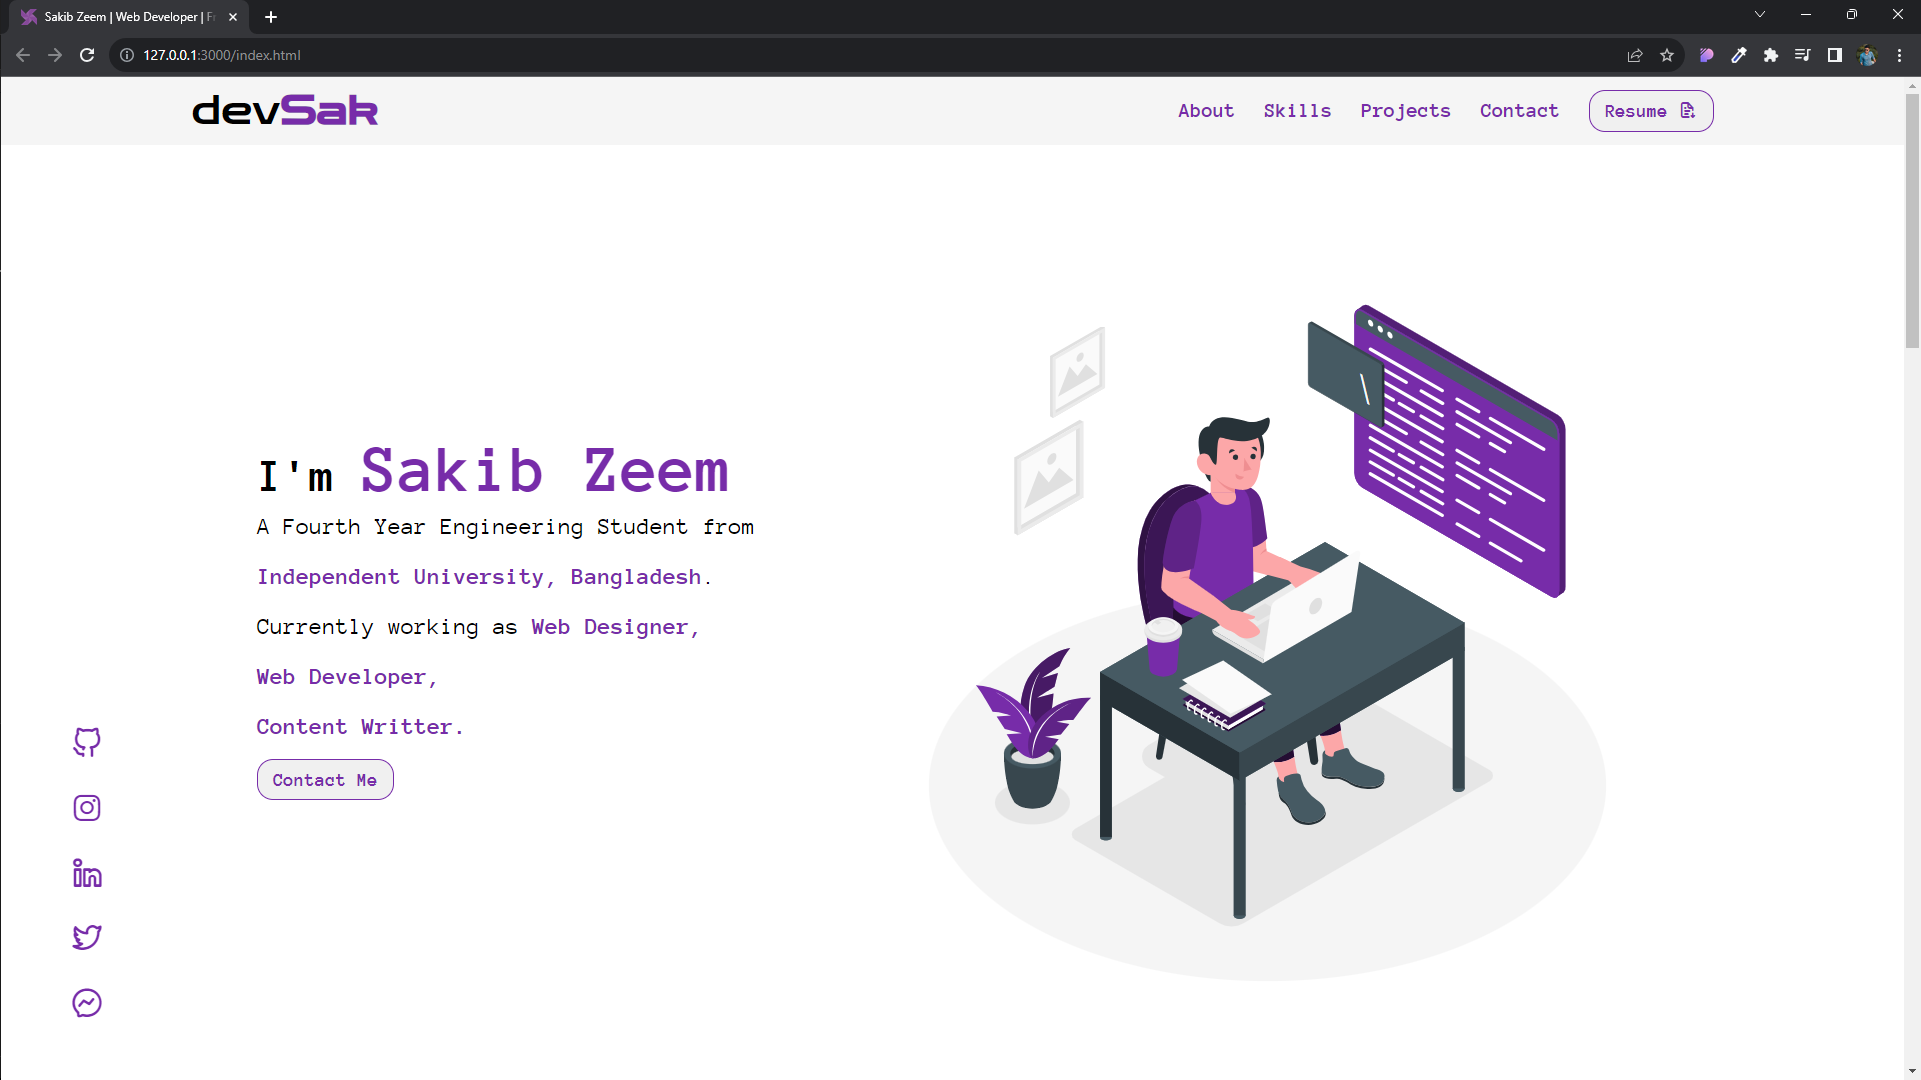 Sakib Zeem | Web Developer | Fr
127.0.0.1:3000/index.html
devSak
About Skills Projects Contact Resume
I'm Sakib Zeem
A Fourth Year Engineering Student from
Independent University, Bangladesh.
Currently working as Web Designer,
Web Developer,
Content Writter.
Contact Me